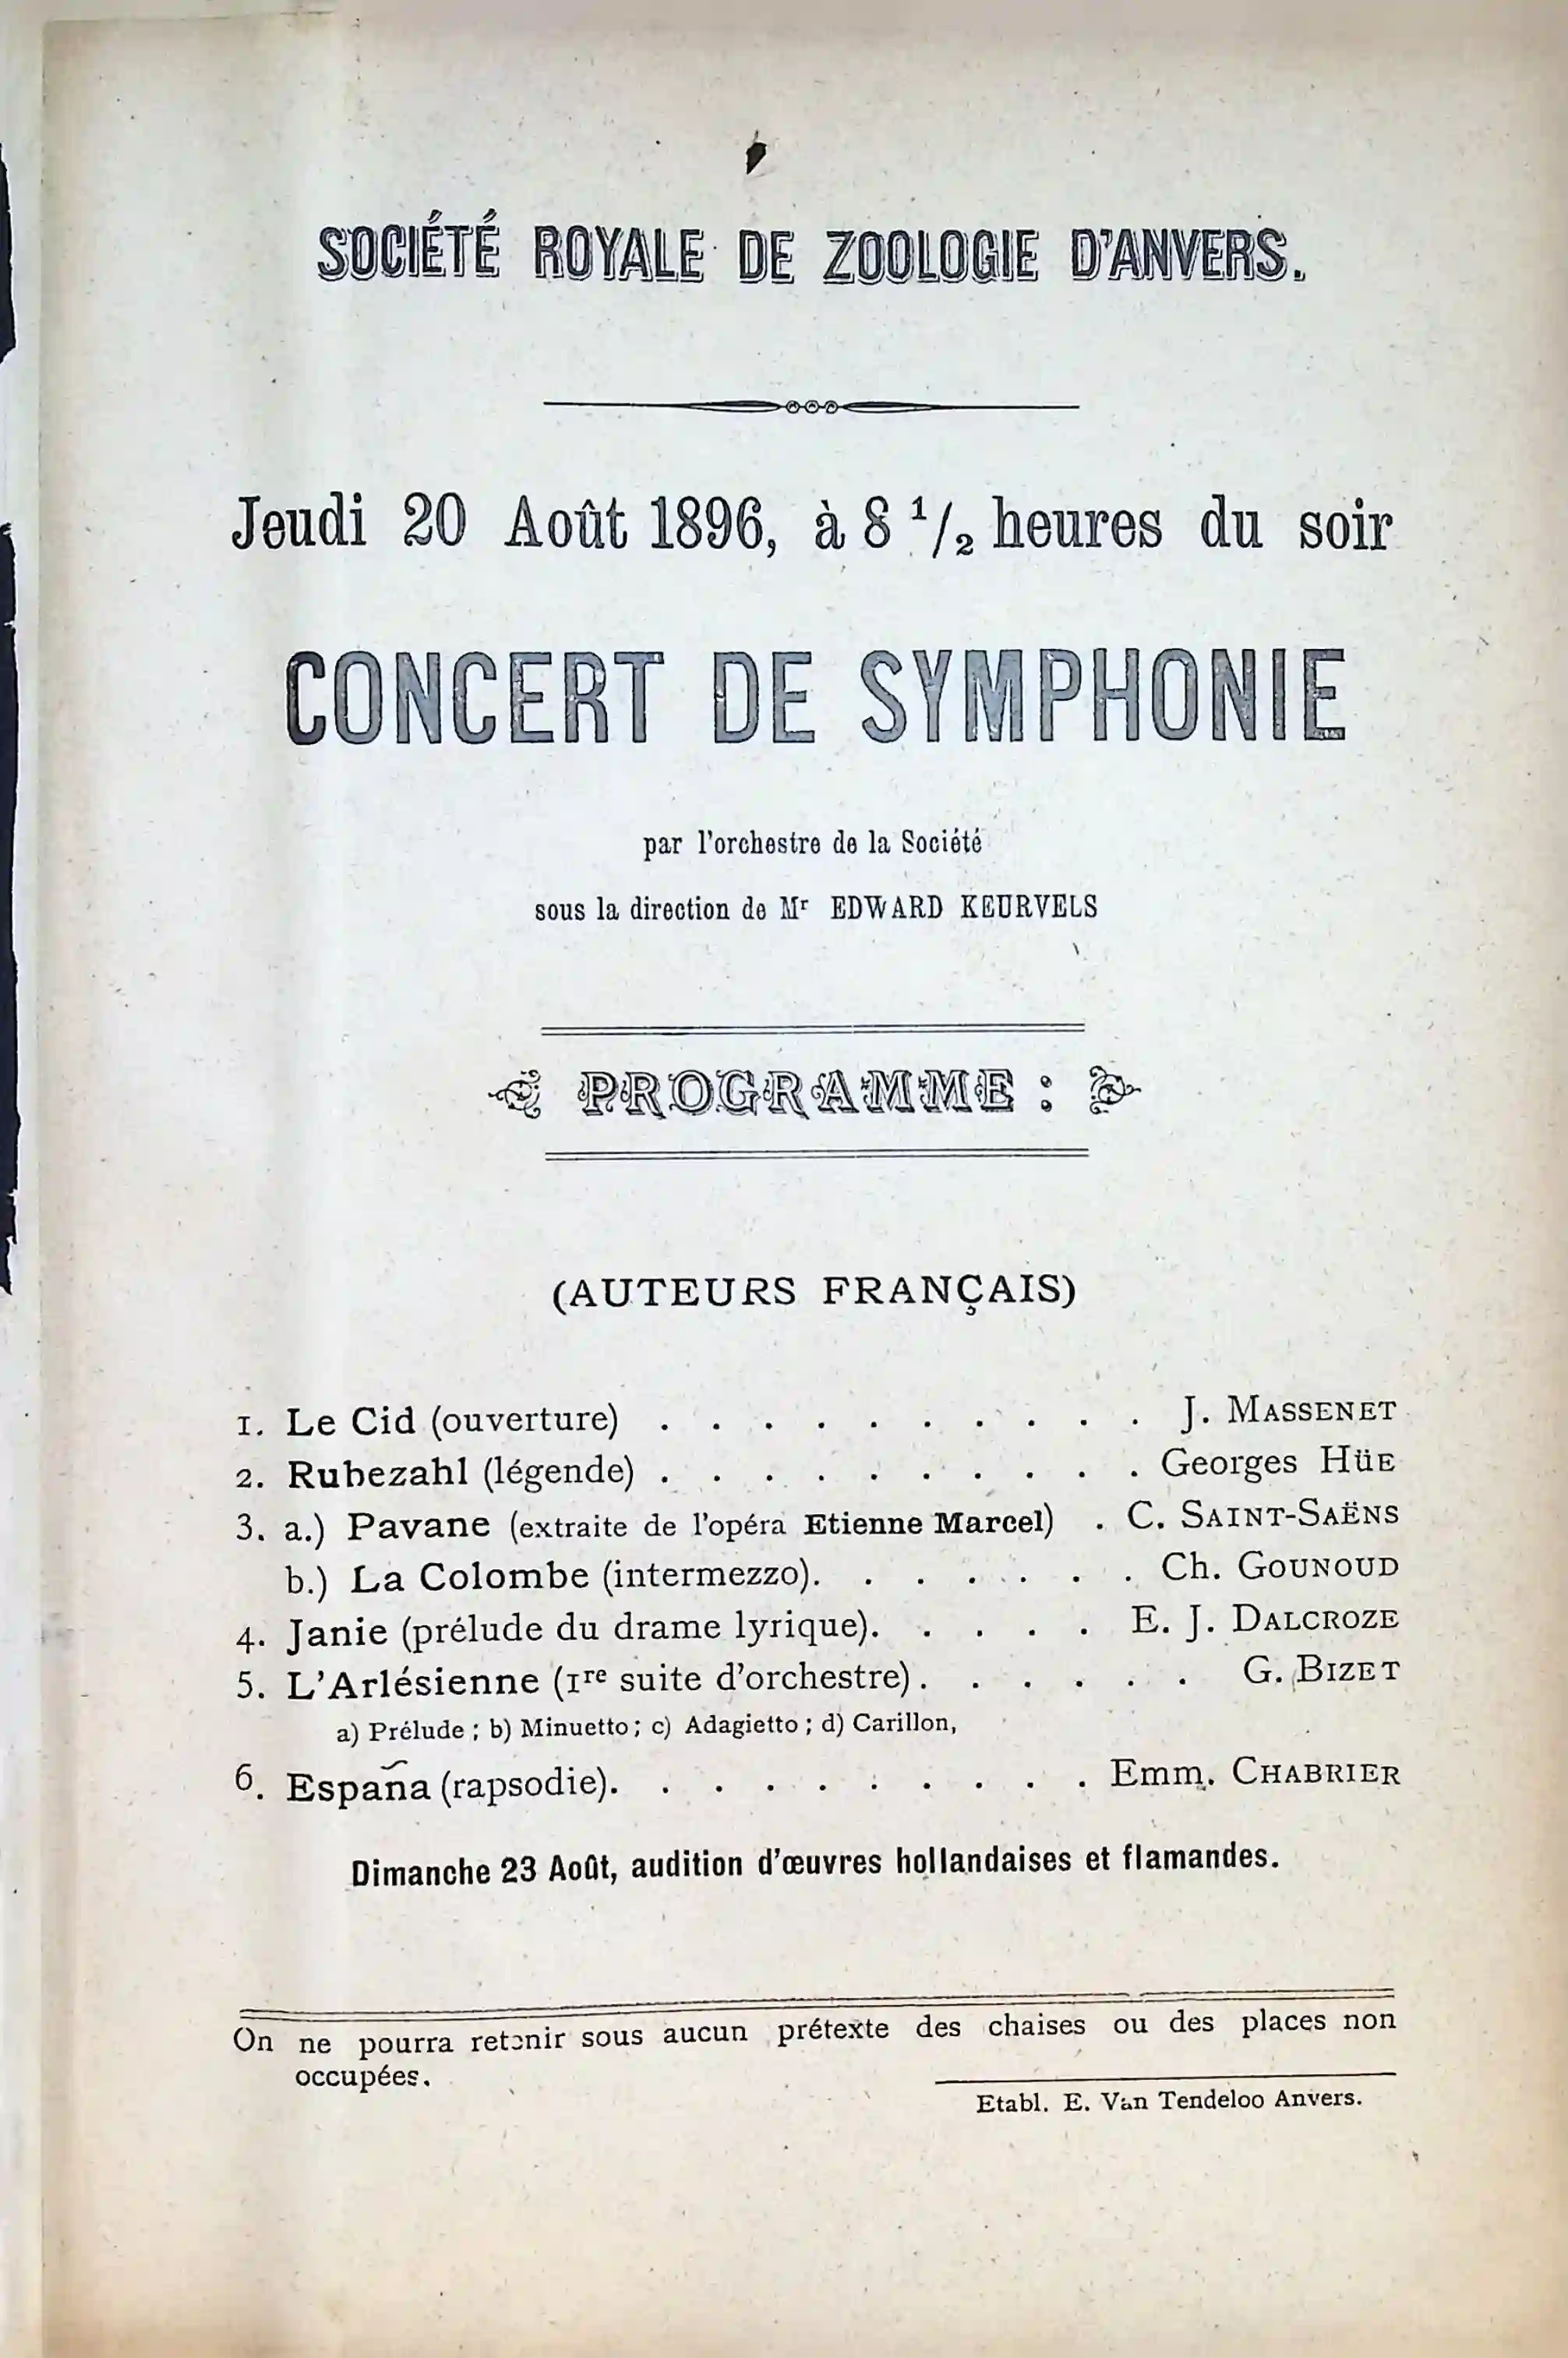 SOCIÉTÉ ROYALE DE ZOOLOGIE D'ANVERS.
Jeudi 20 Août 1896, à 8 1/2 heures du soir
CONCERT DE SYMPHONIE
par l'orchestre de la Société
sous la direction de Mr EDWARD KEURVELS
PROGRAMME :
(AUTEURS FRANÇAIS)
1. Le Cid (ouverture) . . . . . . . . . . J. MASSENET
2. Rubezahl (légende) . . . . . . . . . . Georges HÜE
3. a.) Pavane (extraite de l'opéra Etienne Marcel) . C. SAINT-SAËNS
b.) La Colombe (intermezzo). . . . . . . Ch. GOUNOUD
4. Janie (prélude du drame lyrique). . . . . E. J. DALCROZE
5. L'Arlésienne (1re suite d'orchestre). . . . . . G. BIZET
a) Prélude ; b) Minuetto ; c) Adagietto ; d) Carillon,
6. España (rapsodie). . . . . . . . . . Emm. CHABRIER
Dimanche 23 Août, audition d'œuvres hollandaises et flamandes.
On ne pourra retenir sous aucun prétexte des chaises ou des places non
occupées.
Etabl. E. Van Tendeloo Anvers.